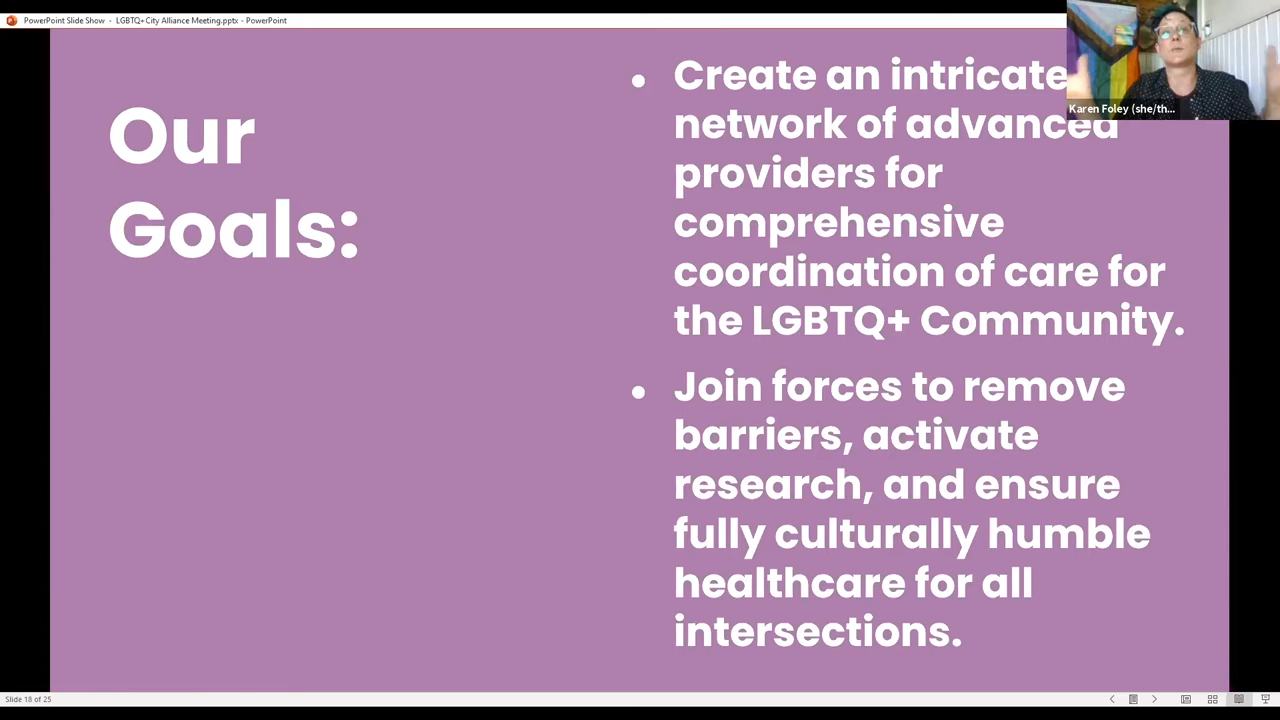 PowerPoint Slide Show - LGBTQ+City Alliance Meeting.pptx - PowerPoint
Our
Goals:
• Create an intricate
network of advanced
providers for
comprehensive
coordination of care for
the LGBTQ+ Community.
• Join forces to remove
barriers, activate
research, and ensure
fully culturally humble
healthcare for all
intersections.
Karen Foley (she/th...
Slide 18 of 25